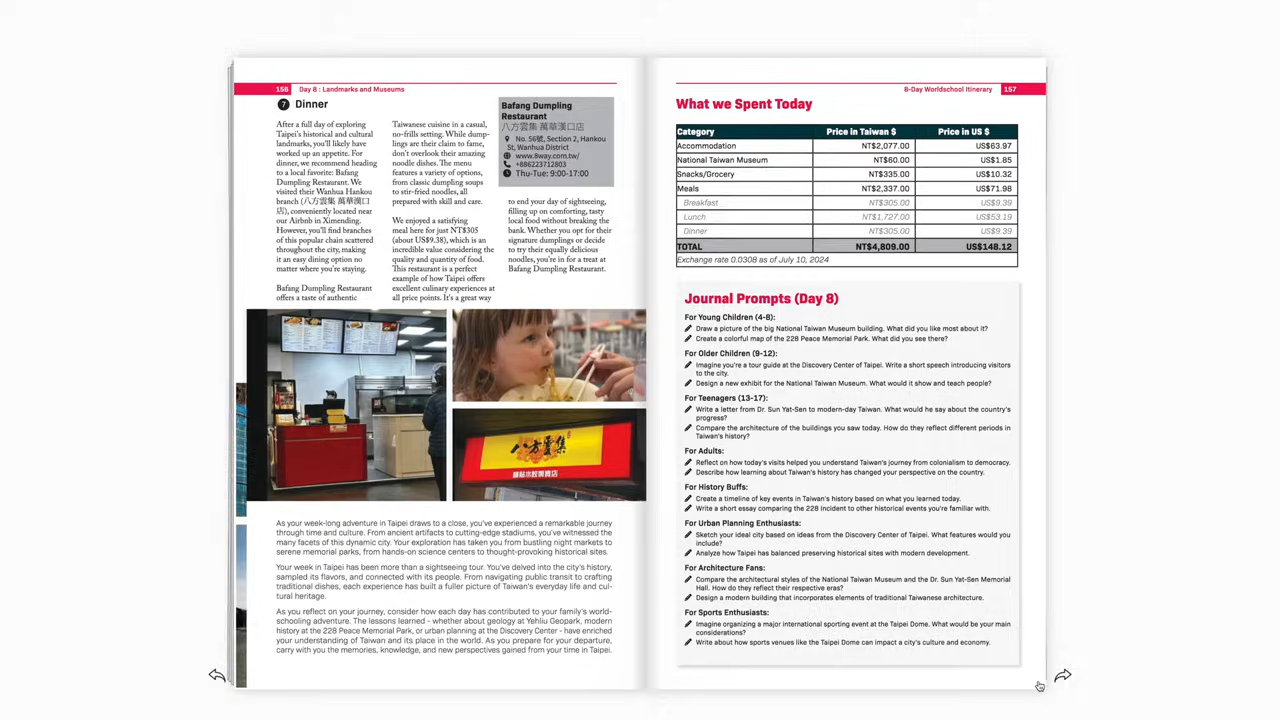 156 Day 8 : Landmarks and Museums
7 Dinner
After a full day of exploring
Taipei's historical and cultural
landmarks, you'll likely have
worked up an appetite. For
dinner, we recommend heading
to a local favorite: Bafang
Dumpling Restaurant. We
visited their Wanhua Hankou
branch (八方雲集 萬華漢口
店), conveniently located near
our Airbnb in Ximending.
However, you'll find branches
of this popular chain scattered
throughout the city, making
it an easy dining option no
matter where you're staying.
Bafang Dumpling Restaurant
offers a taste of authentic
Taiwanese cuisine in a casual,
no-frills setting. While dump-
lings are their claim to fame,
don't overlook their amazing
noodle dishes. The menu
features a variety of options,
from classic dumpling soups
to stir-fried noodles, all
prepared with skill and care.
We enjoyed a satisfying
meal here for just NT$305
(about US$9.38), which is an
incredible value considering the
quality and quantity of food.
This restaurant is a perfect
example of how Taipei offers
excellent culinary experiences at
all price points. It's a great way
Bafang Dumpling
Restaurant
八方雲集 萬華漢口店
No. 56號, Section 2, Hankou
St, Wanhua District
www.8way.com.tw/
+886223712803
Thu-Tue: 9:00-17:00
to end your day of sightseeing,
filling up on comforting, tasty
local food without breaking the
bank. Whether you opt for their
signature dumplings or decide
to try their equally delicious
noodles, you're in for a treat at
Bafang Dumpling Restaurant.
八方雲集
鍋貼水餃專賣店
As your week-long adventure in Taipei draws to a close, you've experienced a remarkable journey
through time and culture. From ancient artifacts to cutting-edge stadiums, you've witnessed the
many facets of this dynamic city. Your exploration has taken you from bustling night markets to
serene memorial parks, from hands-on science centers to thought-provoking historical sites.
Your week in Taipei has been more than a sightseeing tour. You've delved into the city's history,
sampled its flavors, and connected with its people. From navigating public transit to crafting
traditional dishes, each experience has built a fuller picture of Taiwan's everyday life and cul-
tural heritage.
As you reflect on your journey, consider how each day has contributed to your family's world-
schooling adventure. The lessons learned - whether about geology at Yehliu Geopark, modern
history at the 228 Peace Memorial Park, or urban planning at the Discovery Center - have enriched
your understanding of Taiwan and its place in the world. As you prepare for your departure,
carry with you the memories, knowledge, and new perspectives gained from your time in Taipei.
8-Day Worldschool Itinerary 157
What we Spent Today
Category Price in Taiwan $ Price in US $
Accommodation NT$2,077.00 US$63.97
National Taiwan Museum NT$60.00 US$1.85
Snacks/Grocery NT$335.00 US$10.32
Meals NT$2,337.00 US$71.98
Breakfast NT$305.00 US$9.39
Lunch NT$1,727.00 US$53.19
Dinner NT$305.00 US$9.39
TOTAL NT$4,809.00 US$148.12
Exchange rate 0.0308 as of July 10, 2024
Journal Prompts (Day 8)
For Young Children (4-8):
Draw a picture of the big National Taiwan Museum building. What did you like most about it?
Create a colorful map of the 228 Peace Memorial Park. What did you see there?
For Older Children (9-12):
Imagine you're a tour guide at the Discovery Center of Taipei. Write a short speech introducing visitors
to the city.
Design a new exhibit for the National Taiwan Museum. What would it show and teach people?
For Teenagers (13-17):
Write a letter from Dr. Sun Yat-Sen to modern-day Taiwan. What would he say about the country's
progress?
Compare the architecture of the buildings you saw today. How do they reflect different periods in
Taiwan's history?
For Adults:
Reflect on how today's visits helped you understand Taiwan's journey from colonialism to democracy.
Describe how learning about Taiwan's history has changed your perspective on the country.
For History Buffs:
Create a timeline of key events in Taiwan's history based on what you learned today.
Write a short essay comparing the 228 Incident to other historical events you're familiar with.
For Urban Planning Enthusiasts:
Sketch your ideal city based on ideas from the Discovery Center of Taipei. What features would you
include?
Analyze how Taipei has balanced preserving historical sites with modern development.
For Architecture Fans:
Compare the architectural styles of the National Taiwan Museum and the Dr. Sun Yat-Sen Memorial
Hall. How do they reflect their respective eras?
Design a modern building that incorporates elements of traditional Taiwanese architecture.
For Sports Enthusiasts:
Imagine organizing a major international sporting event at the Taipei Dome. What would be your main
considerations?
Write about how sports venues like the Taipei Dome can impact a city's culture and economy.